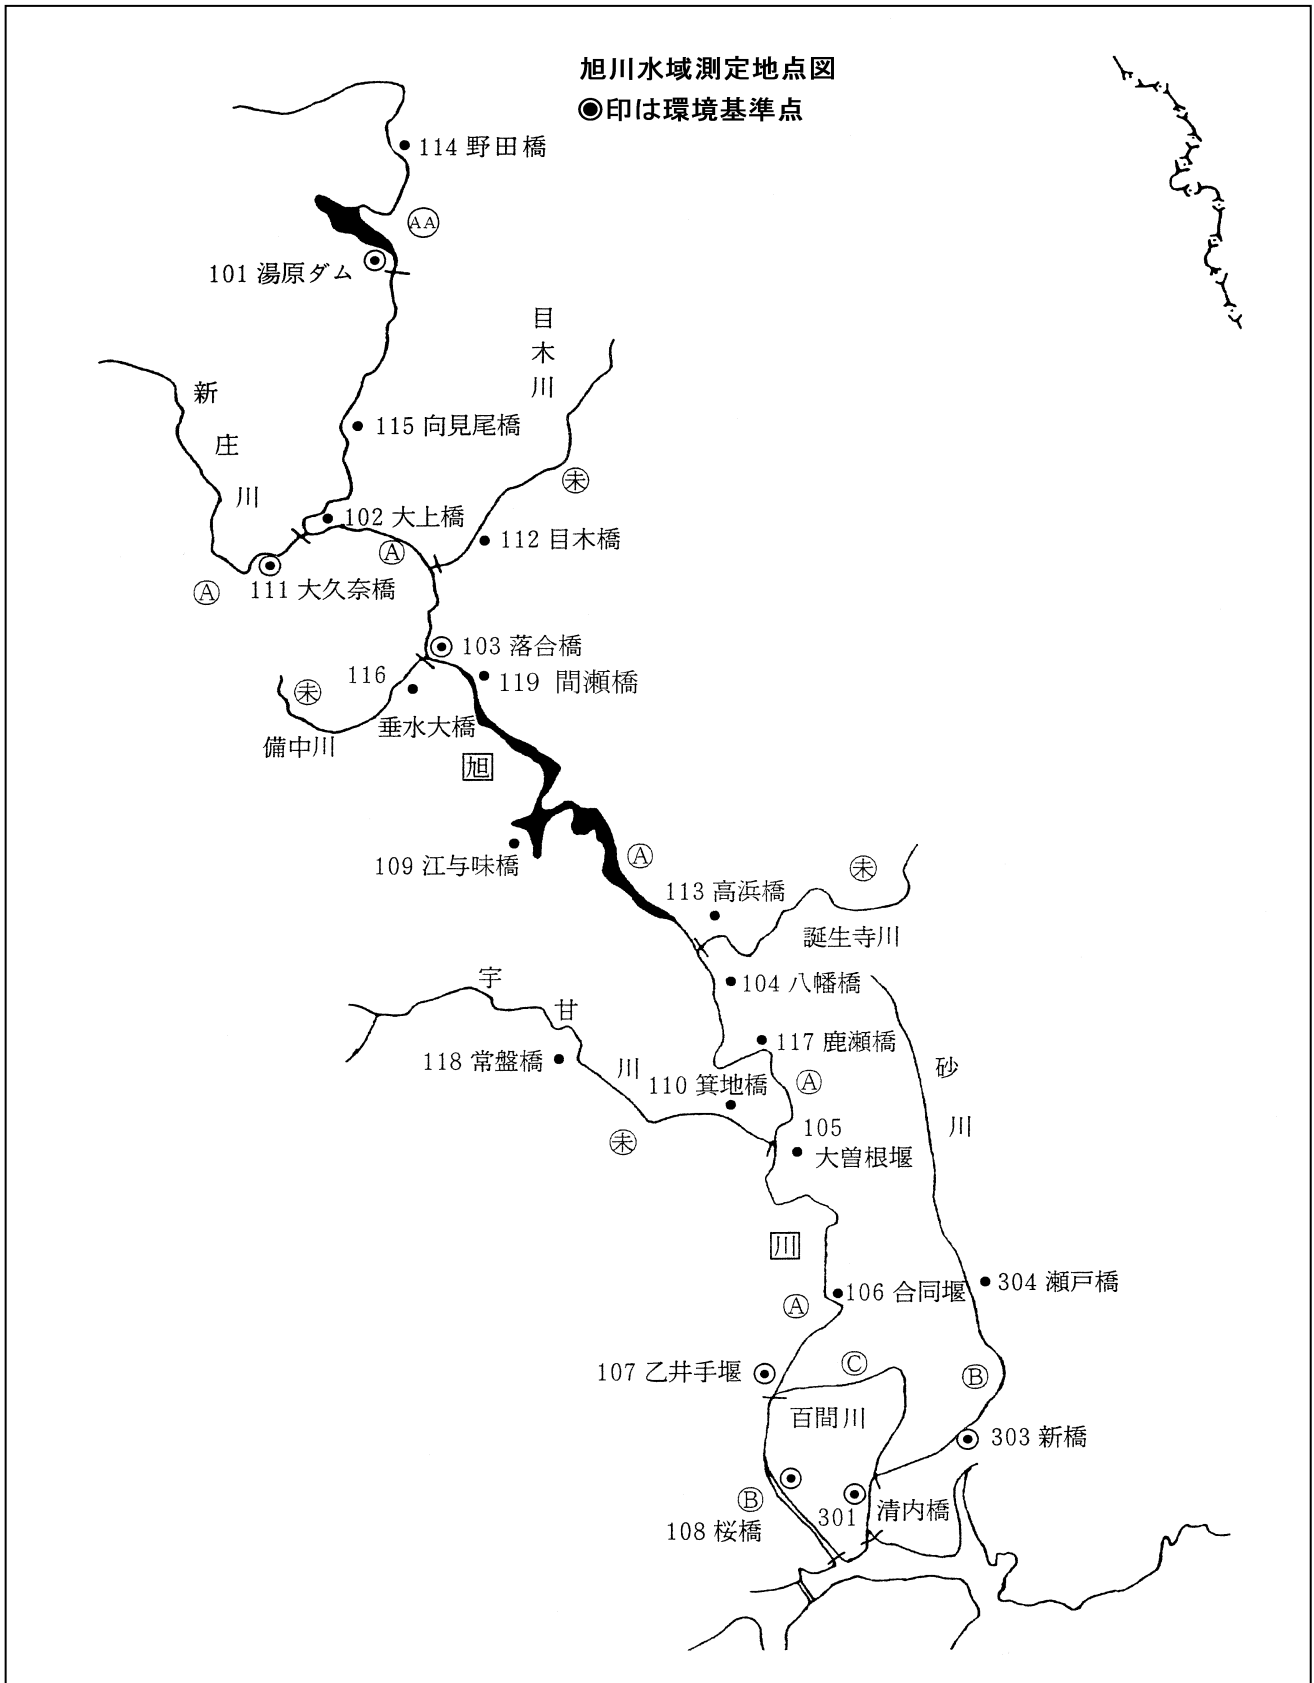 旭川水域測定地点図
◉印は環境基準点
114 野田橋
AA
101 湯原ダム
目木川
新庄川
115 向見尾橋
未
102 大上橋
112 目木橋
A
A
111 大久奈橋
103 落合橋
116
垂水大橋
119 間瀬橋
未
備中川
旭
109 江与味橋
A
未
113 高浜橋
誕生寺川
宇甘川
104 八幡橋
117 鹿瀬橋
118 常盤橋
砂川
110 箕地橋
A
105
大曽根堰
未
川
304 瀬戸橋
106 合同堰
A
C
107 乙井手堰
B
百間川
303 新橋
B
清内橋
301
108 桜橋